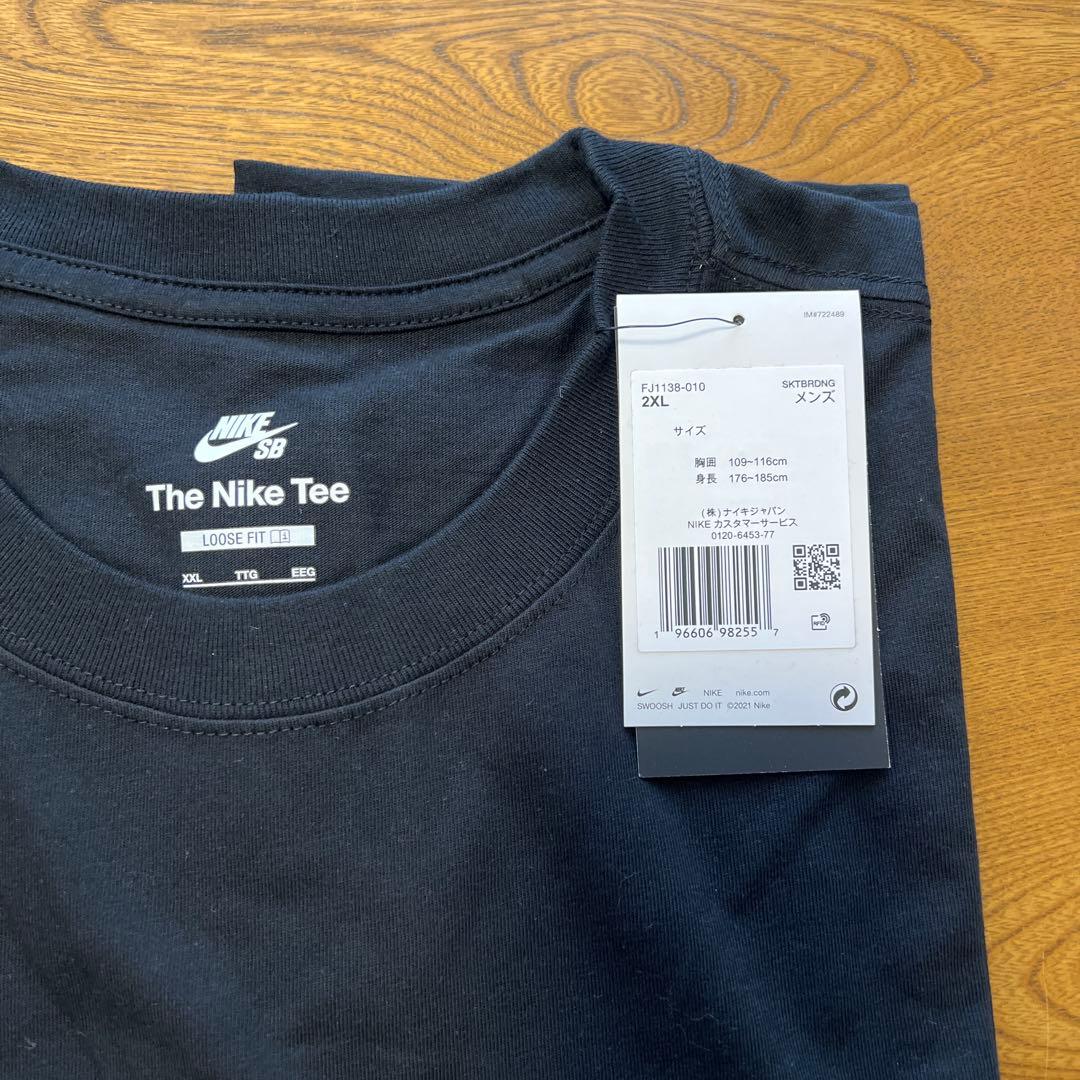 NIKE
SB
The Nike Tee
LOOSE FIT
XXL TTG EEG
IM#722489
FJ1138-010 SKTBRDNG
2XL メンズ
サイズ
胸囲 109~116cm
身長 176~185cm
(株)ナイキジャパン
NIKE カスタマーサービス
0120-6453-77
1 96606 98255 7
RFID
NIKE nike.com
SWOOSH JUST DO IT ©2021 Nike